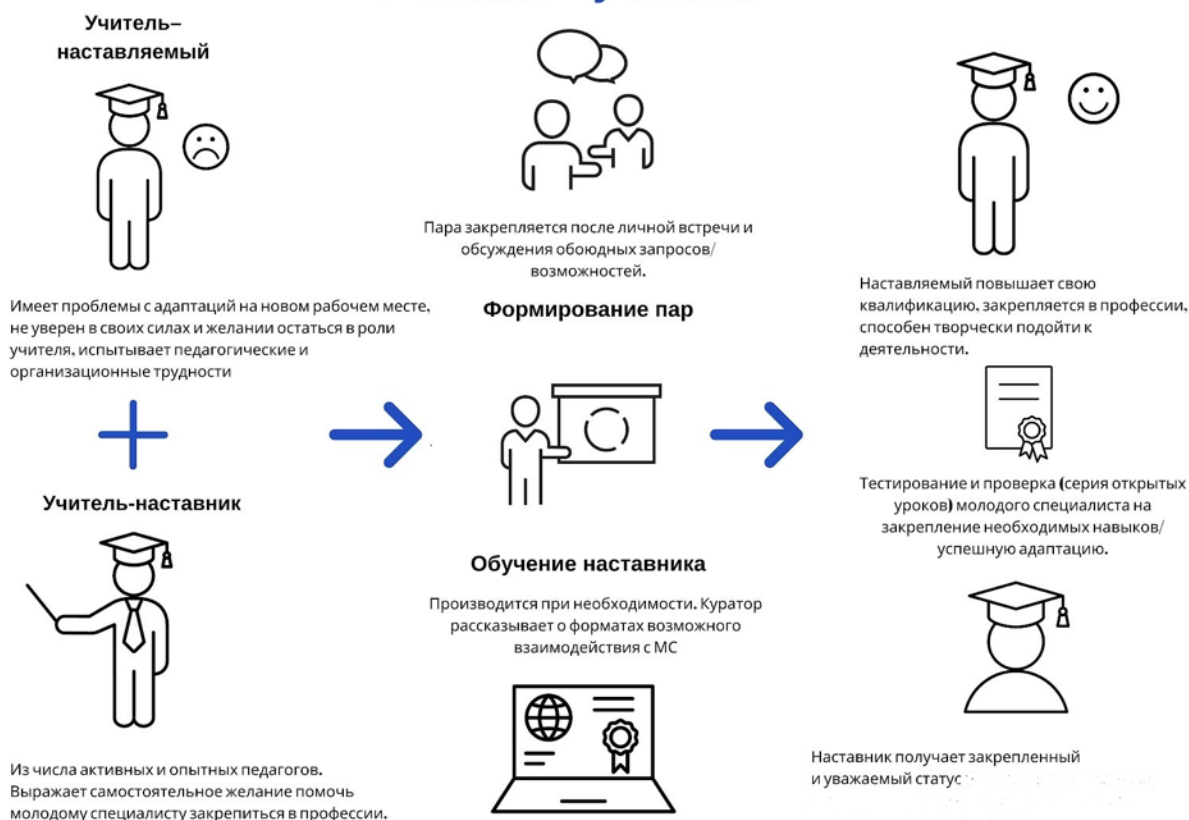 Учитель–
наставляемый
Имеет проблемы с адаптаций на новом рабочем месте,
не уверен в своих силах и желании остаться в роли
учителя, испытывает педагогические и
организационные трудности
Учитель-наставник
Из числа активных и опытных педагогов.
Выражает самостоятельное желание помочь
молодому специалисту закрепиться в профессии.
Пара закрепляется после личной встречи и
обсуждения обоюдных запросов/
возможностей.
Формирование пар
Обучение наставника
Производится при необходимости. Куратор
рассказывает о форматах возможного
взаимодействия с МС
Наставляемый повышает свою
квалификацию, закрепляется в профессии,
способен творчески подойти к
деятельности.
Тестирование и проверка (серия открытых
уроков) молодого специалиста на
закрепление необходимых навыков/
успешную адаптацию.
Наставник получает закрепленный
и уважаемый статус